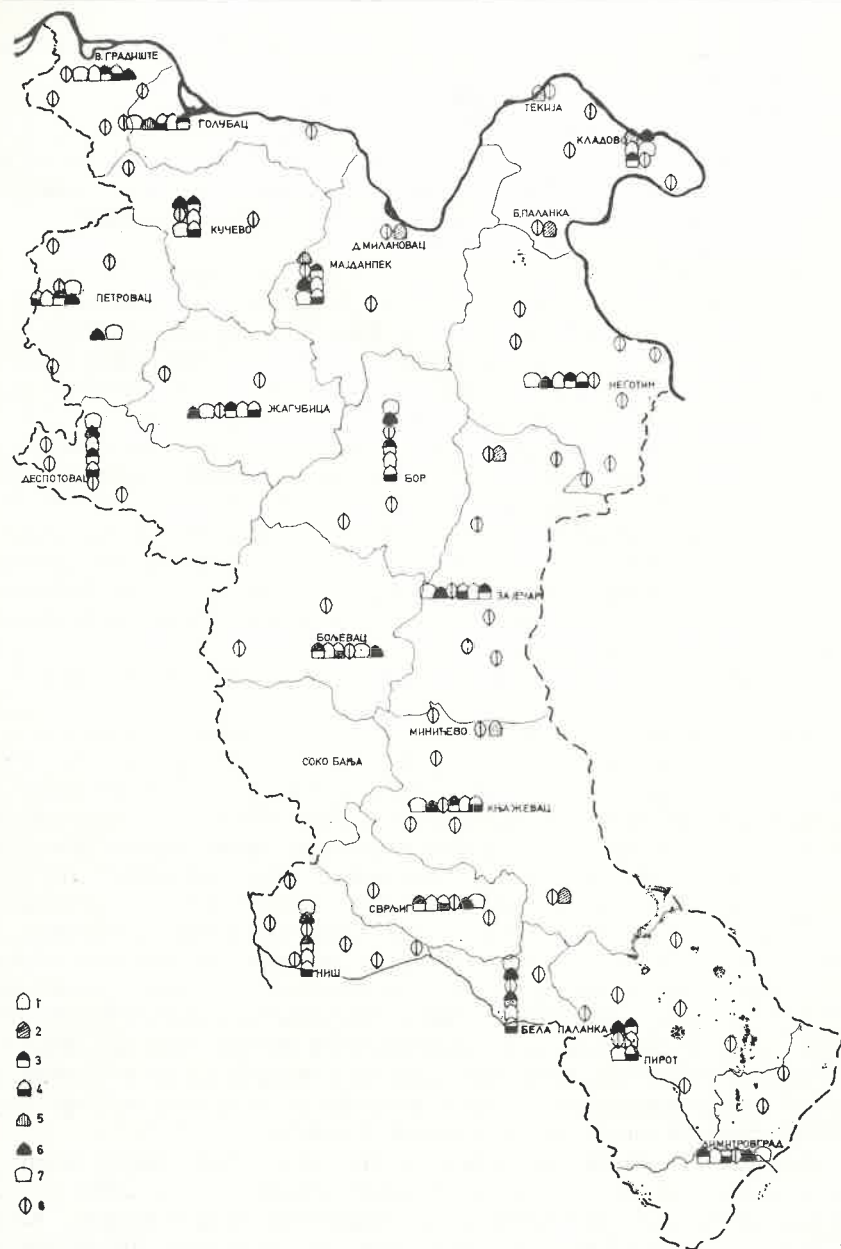 В. ГРАДИШТЕ
ГОЛУБАЦ
ТЕКИЈА
КЛАДОВО
КУЧЕВО
Б. ПАЛАНКА
Д. МИЛАНОВАЦ
МАЈДАНПЕК
ПЕТРОВАЦ
НЕГОТИН
ЖАГУБИЦА
ДЕСПОТОВАЦ
БОР
ЗАЈЕЧАР
БОЉЕВАЦ
МИНИЋЕВО
СОКО БАЊА
КЊАЖЕВАЦ
СВРЉИГ
НИШ
БЕЛА ПАЛАНКА
ПИРОТ
ДИМИТРОВГРАД
1
2
3
4
5
6
7
8